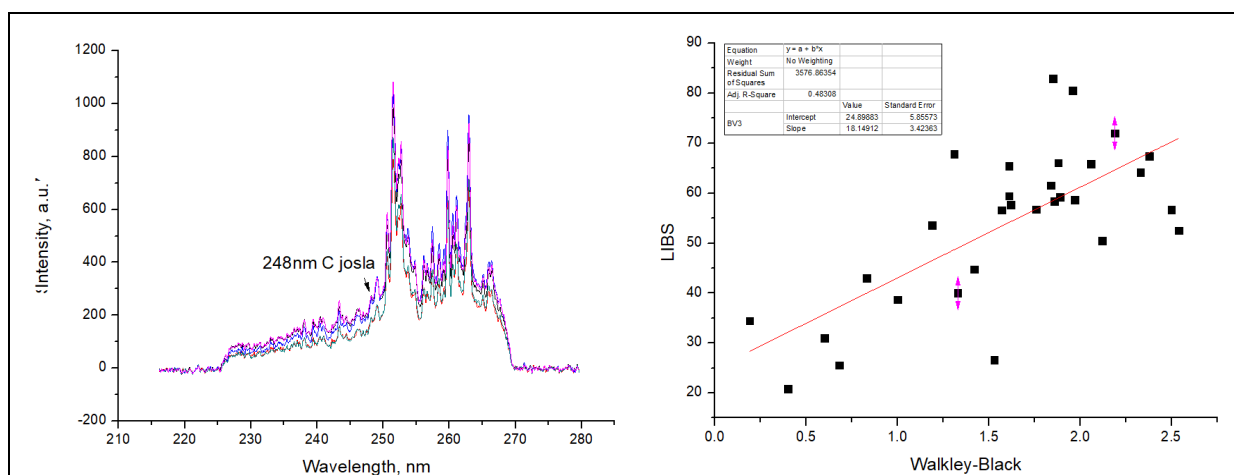 1200
1000
800
600
400
200
0
-200
Intensity, a.u.
248nm C josla
210 220 230 240 250 260 270 280 290
Wavelength, nm
90
80
70
60
50
40
30
20
LIBS
Equation y = a + b*x
Weight No Weighting
Residual Sum
of Squares
3576.86354
Adj. R-Square 0.48308
Value Standard Error
BV3
Intercept 24.89883 5.85573
Slope 18.14912 3.42363
0.0 0.5 1.0 1.5 2.0 2.5
Walkley-Black